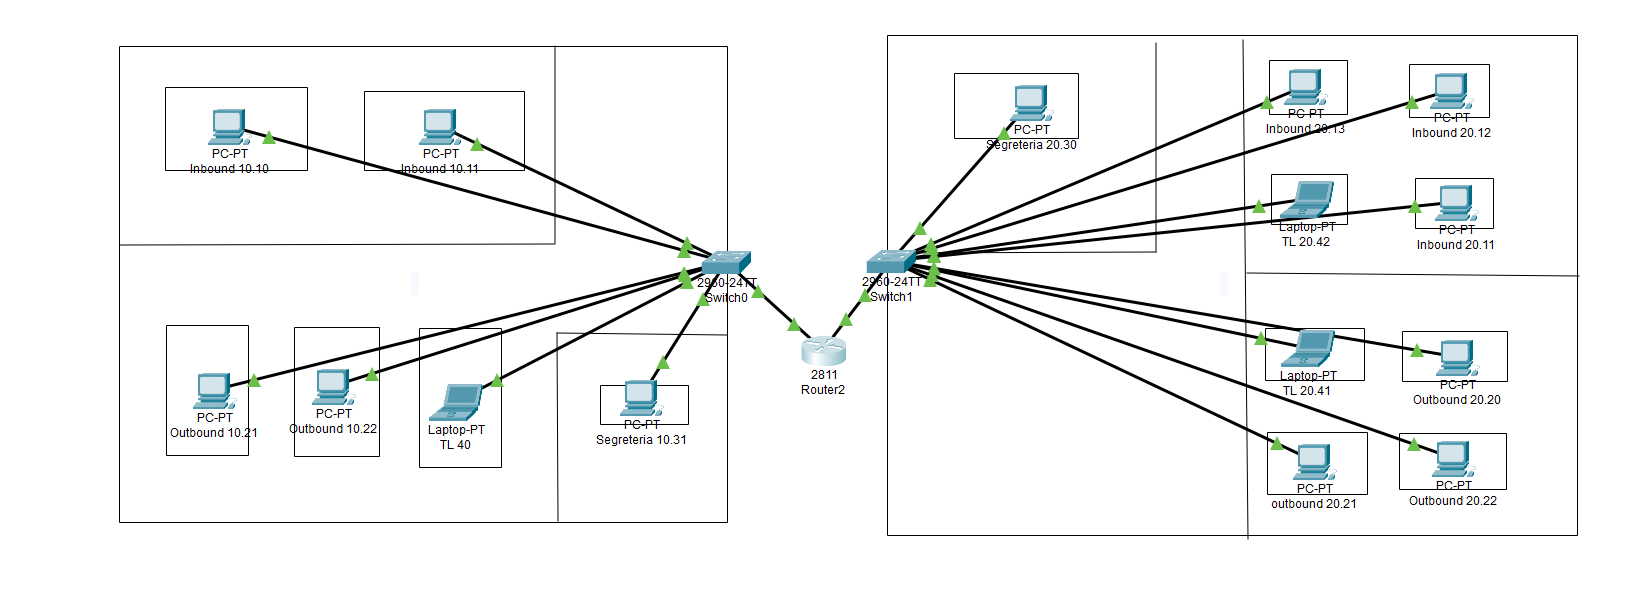 PC-PT
Inbound 10.10
PC-PT
Inbound 10.11
2960-24TT
Switch0
PC-PT
Outbound 10.21
PC-PT
Outbound 10.22
Laptop-PT
TL 40
PC-PT
Segreteria 10.31
2811
Router2
2960-24TT
Switch1
PC-PT
Segreteria 20.30
PC-PT
Inbound 20.13
PC-PT
Inbound 20.12
Laptop-PT
TL 20.42
PC-PT
Inbound 20.11
Laptop-PT
TL 20.41
PC-PT
Outbound 20.20
PC-PT
outbound 20.21
PC-PT
Outbound 20.22